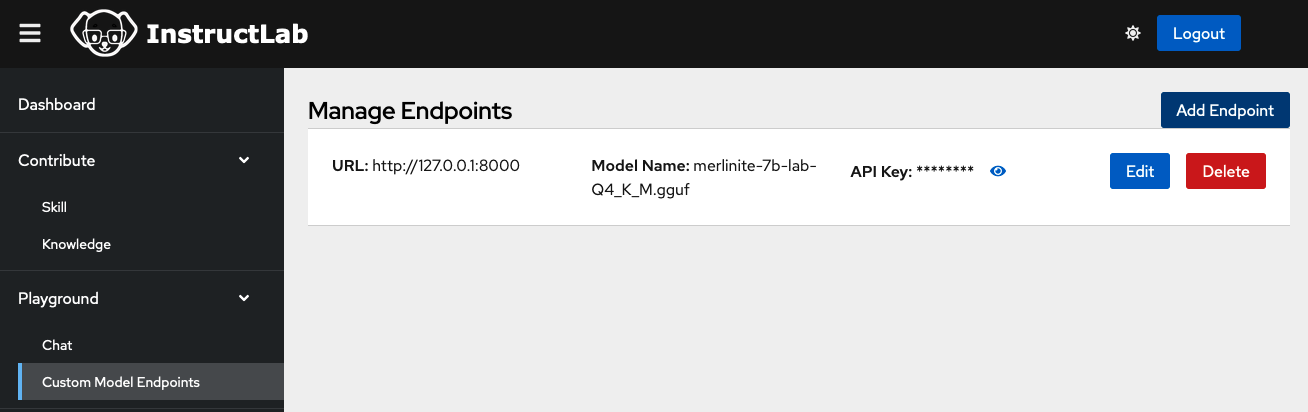 InstructLab
Logout
Dashboard
Contribute
Skill
Knowledge
Playground
Chat
Custom Model Endpoints
Manage Endpoints
Add Endpoint
URL: http://127.0.0.1:8000
Model Name: merlinite-7b-lab-
Q4_K_M.gguf
API Key: ********
Edit
Delete